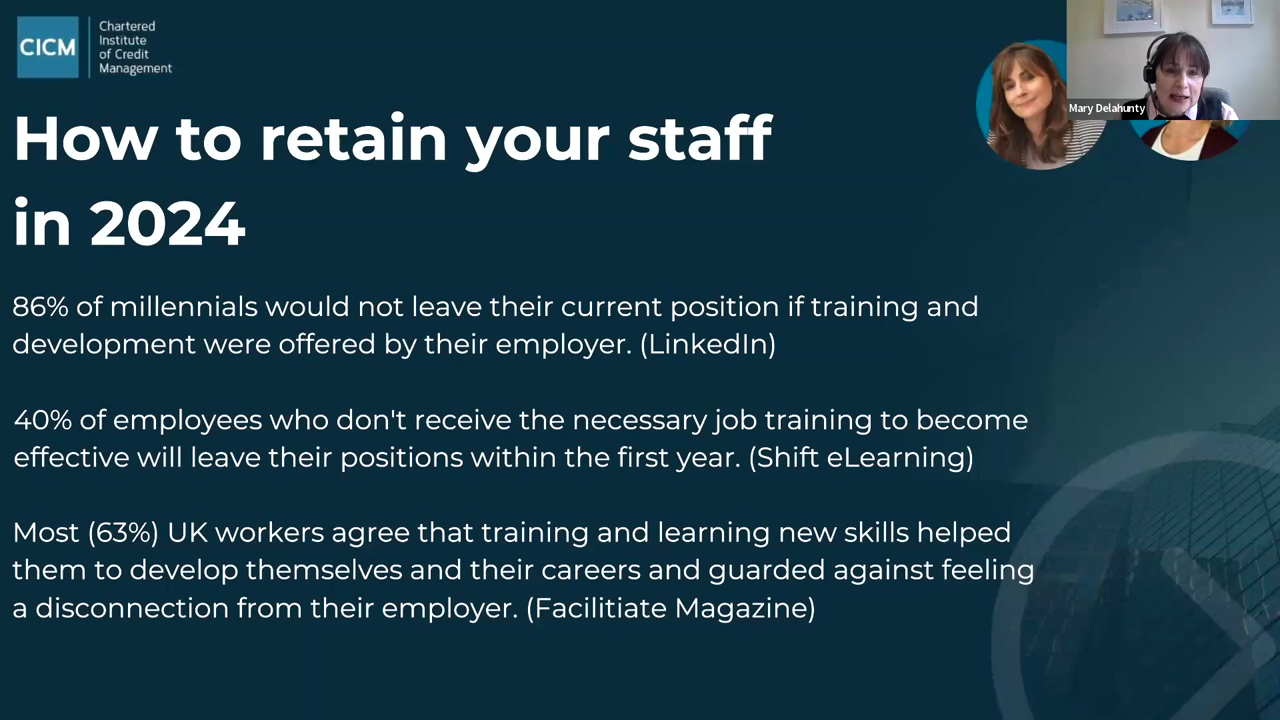 CICM
Chartered
Institute
of Credit
Management
Mary Delahunty
How to retain your staff
in 2024
86% of millennials would not leave their current position if training and
development were offered by their employer. (LinkedIn)
40% of employees who don't receive the necessary job training to become
effective will leave their positions within the first year. (Shift eLearning)
Most (63%) UK workers agree that training and learning new skills helped
them to develop themselves and their careers and guarded against feeling
a disconnection from their employer. (Facilitiate Magazine)